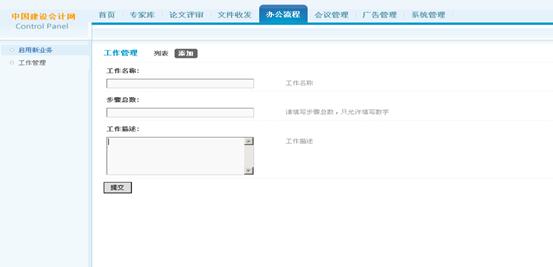 中国建设会计网
Control Panel
首页 专家库 论文评审 文件收发 办公流程 会议管理 广告管理 系统管理
启用新业务
工作管理
工作管理 列表 添加
工作名称:
工作名称
步骤总数:
请填写步骤总数，只允许填写数字
工作描述:
工作描述
提交